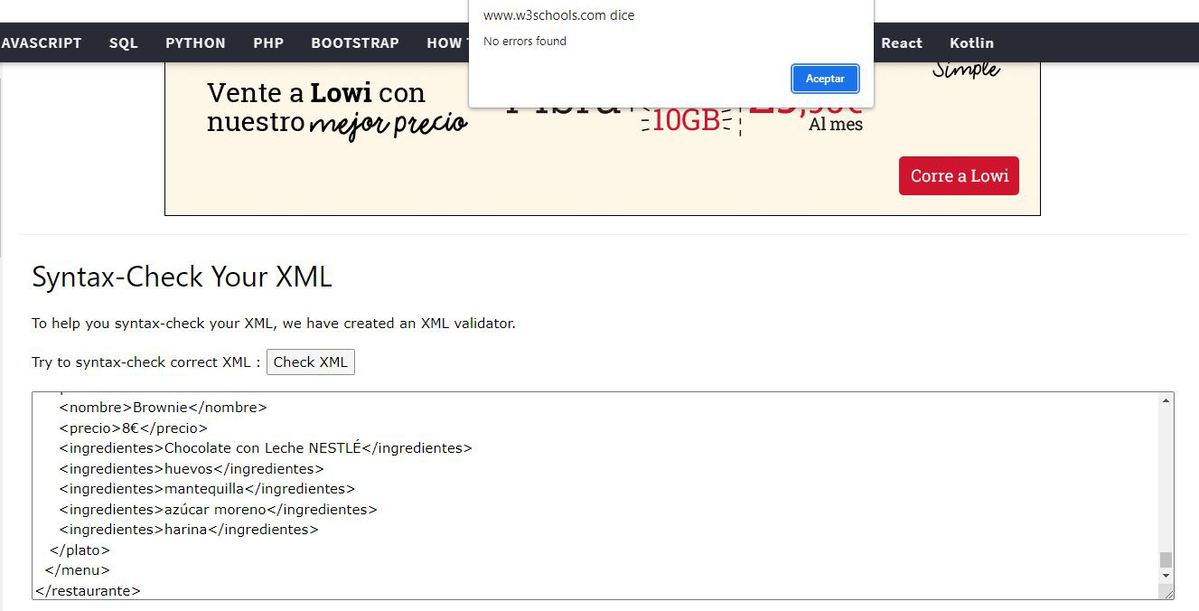 www.w3schools.com dice
No errors found
Aceptar
AVASCRIPT SQL PYTHON PHP BOOTSTRAP HOW React Kotlin
Simple
Vente a Lowi con
nuestro mejor precio
10GB
Al mes
Corre a Lowi
Syntax-Check Your XML
To help you syntax-check your XML, we have created an XML validator.
Try to syntax-check correct XML : Check XML
<nombre>Brownie</nombre>
<precio>8€</precio>
<ingredientes>Chocolate con Leche NESTLÉ</ingredientes>
<ingredientes>huevos</ingredientes>
<ingredientes>mantequilla</ingredientes>
<ingredientes>azúcar moreno</ingredientes>
<ingredientes>harina</ingredientes>
</plato>
</menu>
</restaurante>